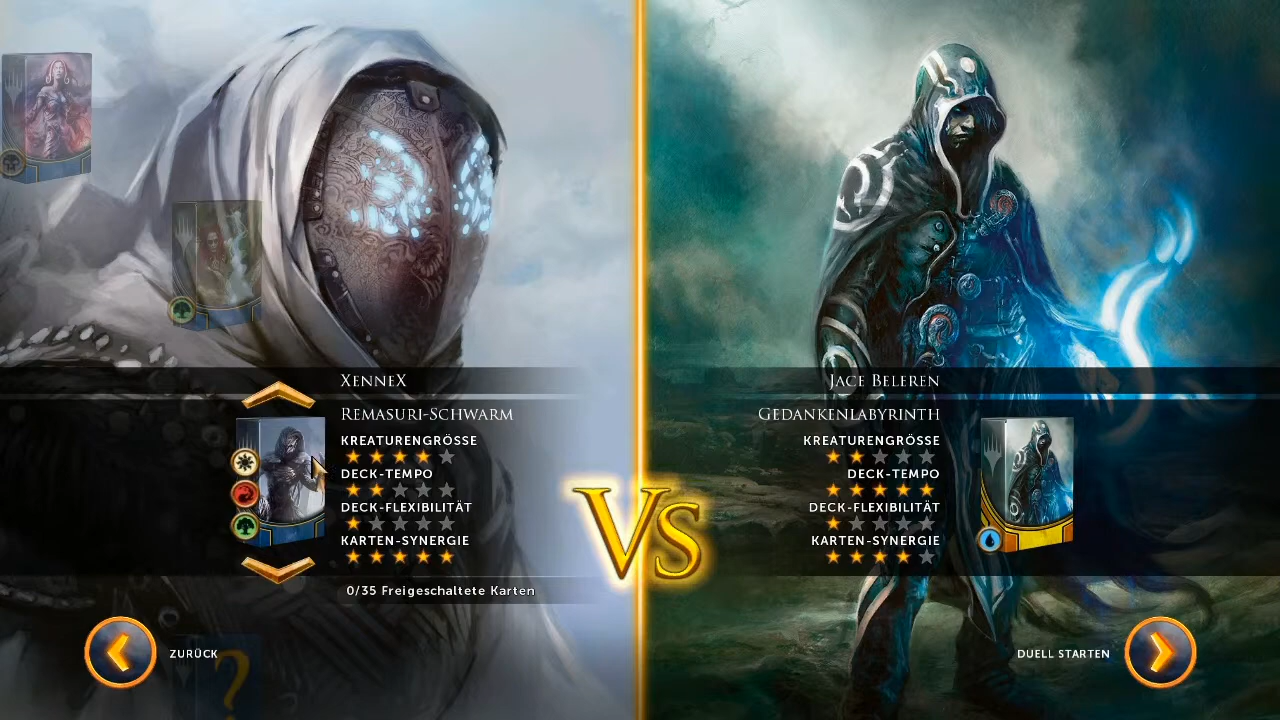 XenneX
Remasuri-Schwarm
KREATURENGRÖSSE
DECK-TEMPO
DECK-FLEXIBILITÄT
KARTEN-SYNERGIE
0/35 Freigeschaltete Karten
ZURÜCK
VS
Jace Beleren
Gedankenlabyrinth
KREATURENGRÖSSE
DECK-TEMPO
DECK-FLEXIBILITÄT
KARTEN-SYNERGIE
DUELL STARTEN
?